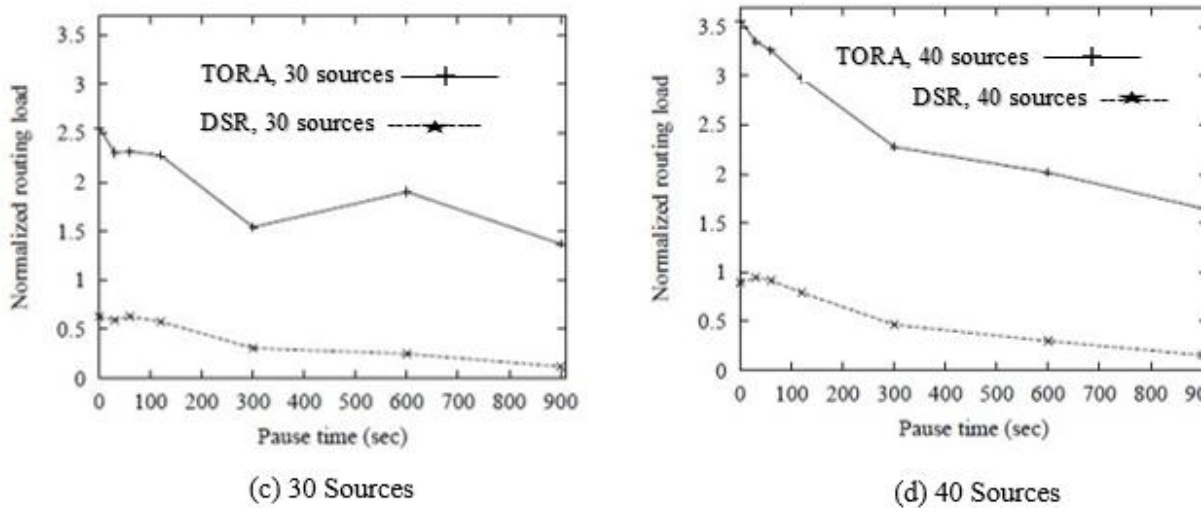 3.5
3
2.5
2
1.5
1
0.5
0
Normalized routing load
TORA, 30 sources
DSR, 30 sources
0 100 200 300 400 500 600 700 800 900
Pause time (sec)
(c) 30 Sources
3.5
3
2.5
2
1.5
1
0.5
0
Normalized routing load
TORA, 40 sources
DSR, 40 sources
0 100 200 300 400 500 600 700 800
Pause time (sec)
(d) 40 Sources